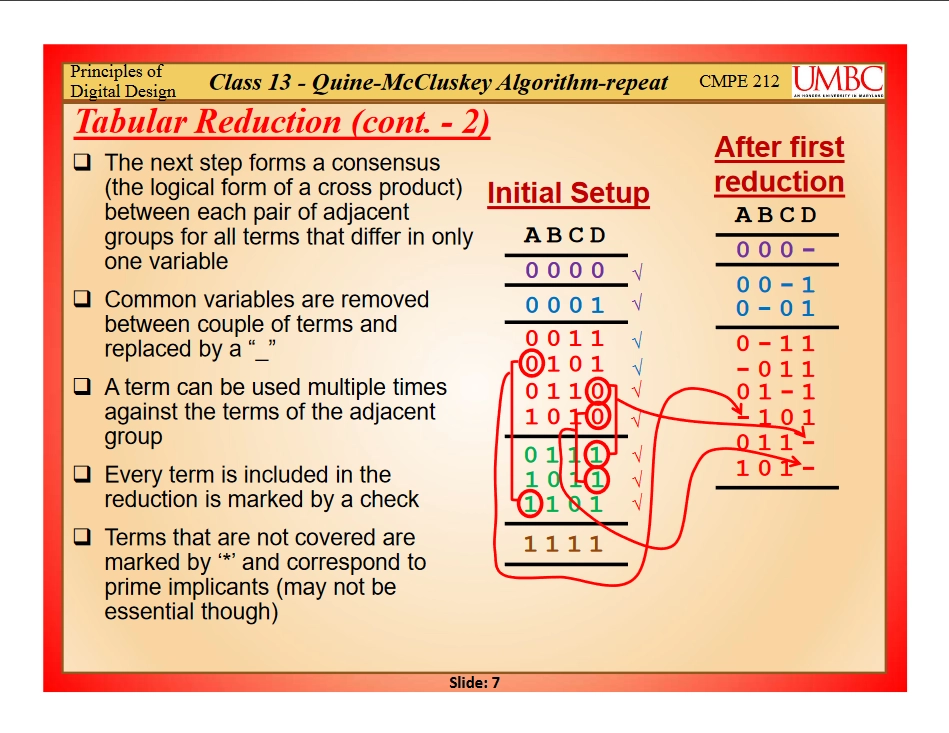 Principles of
Digital Design
Class 13 - Quine-McCluskey Algorithm-repeat
CMPE 212
UMBC
AN HONORS UNIVERSITY IN MARYLAND
Tabular Reduction (cont. - 2)
❑ The next step forms a consensus
(the logical form of a cross product)
between each pair of adjacent
groups for all terms that differ in only
one variable
❑ Common variables are removed
between couple of terms and
replaced by a “_”
❑ A term can be used multiple times
against the terms of the adjacent
group
❑ Every term is included in the
reduction is marked by a check
❑ Terms that are not covered are
marked by ‘*’ and correspond to
prime implicants (may not be
essential though)
Initial Setup
A B C D
0 0 0 0 √
0 0 0 1 √
0 0 1 1 √
0 1 0 1 √
0 1 1 0 √
1 0 1 0 √
0 1 1 1 √
1 0 1 1 √
1 1 0 1 √
1 1 1 1
After first
reduction
A B C D
0 0 0 –
0 0 – 1
0 – 0 1
0 – 1 1
– 0 1 1
0 1 – 1
– 1 0 1
0 1 1 –
1 0 1 –
Slide: 7